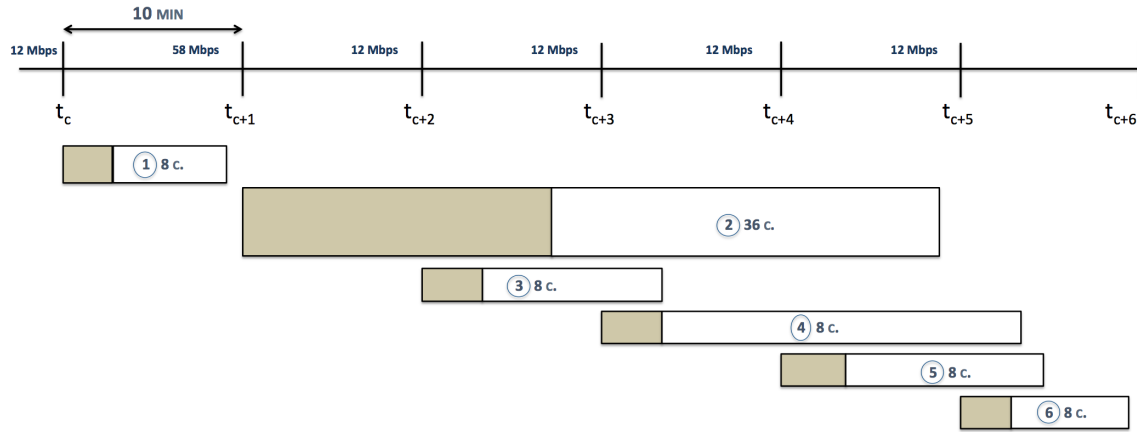 10 MIN
12 Mbps 58 Mbps 12 Mbps 12 Mbps 12 Mbps 12 Mbps
tc tc+1 tc+2 tc+3 tc+4 tc+5 tc+6
1 8 C.
2 36 C.
3 8 C.
4 8 C.
5 8 C.
6 8 C.